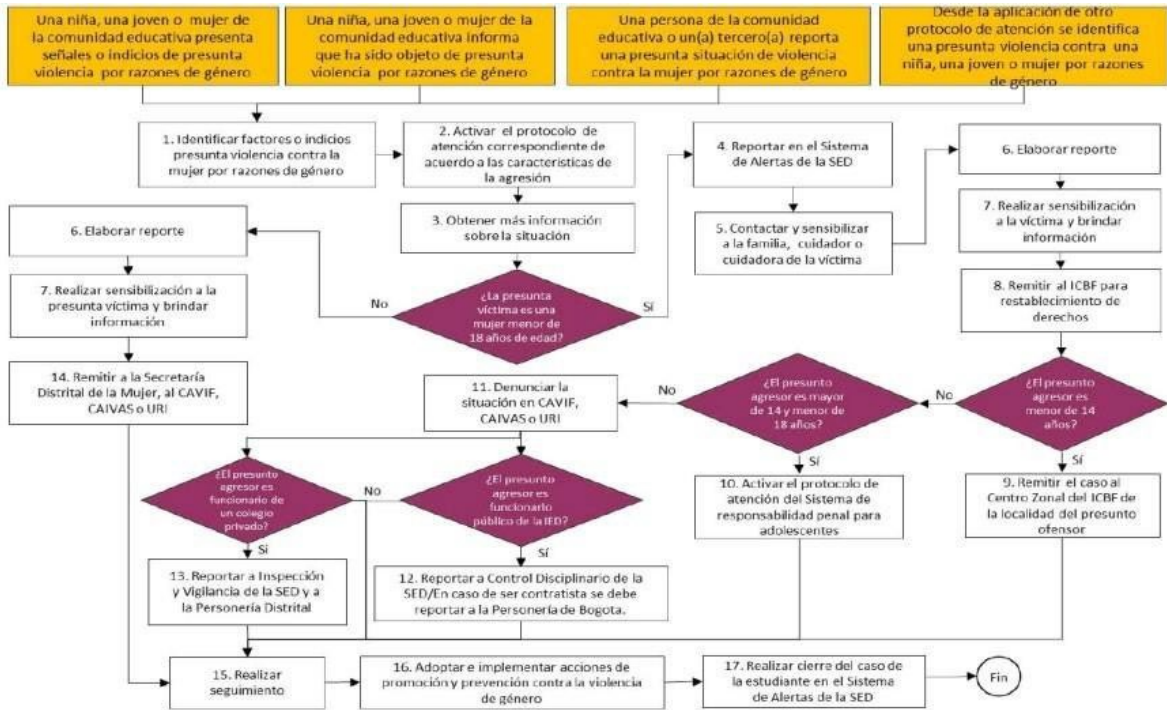 Una niña, una joven o mujer de
la comunidad educativa presenta
señales o indicios de presunta
violencia por razones de género
Una niña, una joven o mujer de la
comunidad educativa informa
que ha sido objeto de presunta
violencia por razones de género
Una persona de la comunidad
educativa o un(a) tercero(a) reporta
una presunta situación de violencia
contra la mujer por razones de género
Desde la aplicación de otro
protocolo de atención se identifica
una presunta violencia contra una
niña, una joven o mujer por razones
de género
1. Identificar factores o indicios
presunta violencia contra la
mujer por razones de género
2. Activar el protocolo de
atención correspondiente de
acuerdo a las características de
la agresión
4. Reportar en el Sistema
de Alertas de la SED
6. Elaborar reporte
3. Obtener más información
sobre la situación
5. Contactar y sensibilizar
a la familia, cuidador o
cuidadora de la víctima
7. Realizar sensibilización
a la víctima y brindar
información
6. Elaborar reporte
7. Realizar sensibilización a la
presunta víctima y brindar
información
No
¿La presunta
víctima es una
mujer menor de
18 años de edad?
Sí
8. Remitir al ICBF para
restablecimiento de
derechos
14. Remitir a la Secretaría
Distrital de la Mujer, al CAVIF,
CAIVAS o URI
11. Denunciar la
situación en CAVIF,
CAIVAS o URI
No
¿El presunto
agresor es mayor
de 14 y menor de
18 años?
No
¿El presunto
agresor es
menor de 14
años?
Sí
Sí
¿El presunto
agresor es
funcionario de
un colegio
privado?
No
¿El presunto
agresor es
funcionario
público de la IED?
10. Activar el protocolo de
atención del Sistema de
responsabilidad penal para
adolescentes
9. Remitir el caso al
Centro Zonal del ICBF de
la localidad del presunto
ofensor
Sí
Sí
13. Reportar a Inspección
y Vigilancia de la SED y a
la Personería Distrital
12. Reportar a Control Disciplinario de la
SED/En caso de ser contratista se debe
reportar a la Personería de Bogota.
15. Realizar
seguimiento
16. Adoptar e implementar acciones de
promoción y prevención contra la violencia
de género
17. Realizar cierre del caso de
la estudiante en el Sistema
de Alertas de la SED
Fin